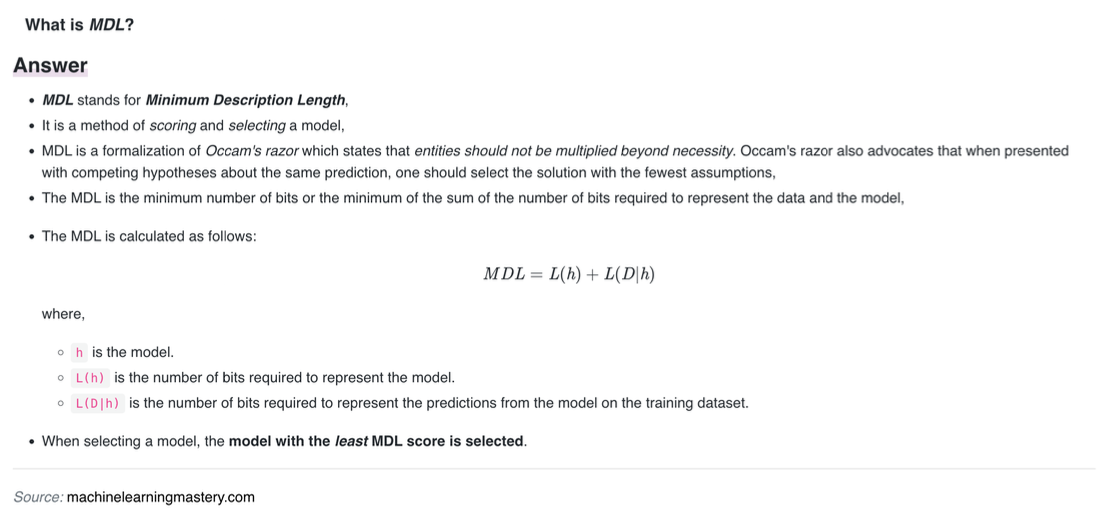 What is MDL?
Answer
• MDL stands for Minimum Description Length,
• It is a method of scoring and selecting a model,
• MDL is a formalization of Occam's razor which states that entities should not be multiplied beyond necessity. Occam's razor also advocates that when presented
with competing hypotheses about the same prediction, one should select the solution with the fewest assumptions,
• The MDL is the minimum number of bits or the minimum of the sum of the number of bits required to represent the data and the model,
• The MDL is calculated as follows:
MDL = L(h) + L(D|h)
where,
◦ h is the model.
◦ L(h) is the number of bits required to represent the model.
◦ L(D|h) is the number of bits required to represent the predictions from the model on the training dataset.
• When selecting a model, the model with the least MDL score is selected.
Source: machinelearningmastery.com